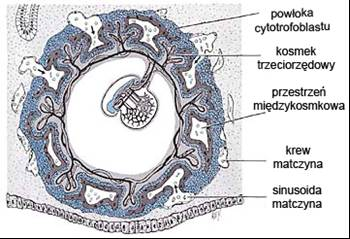 powłoka
cytotrofoblastu
kosmek
trzeciorzędowy
przestrzeń
międzykosmkowa
krew
matczyna
sinusoida
matczyna